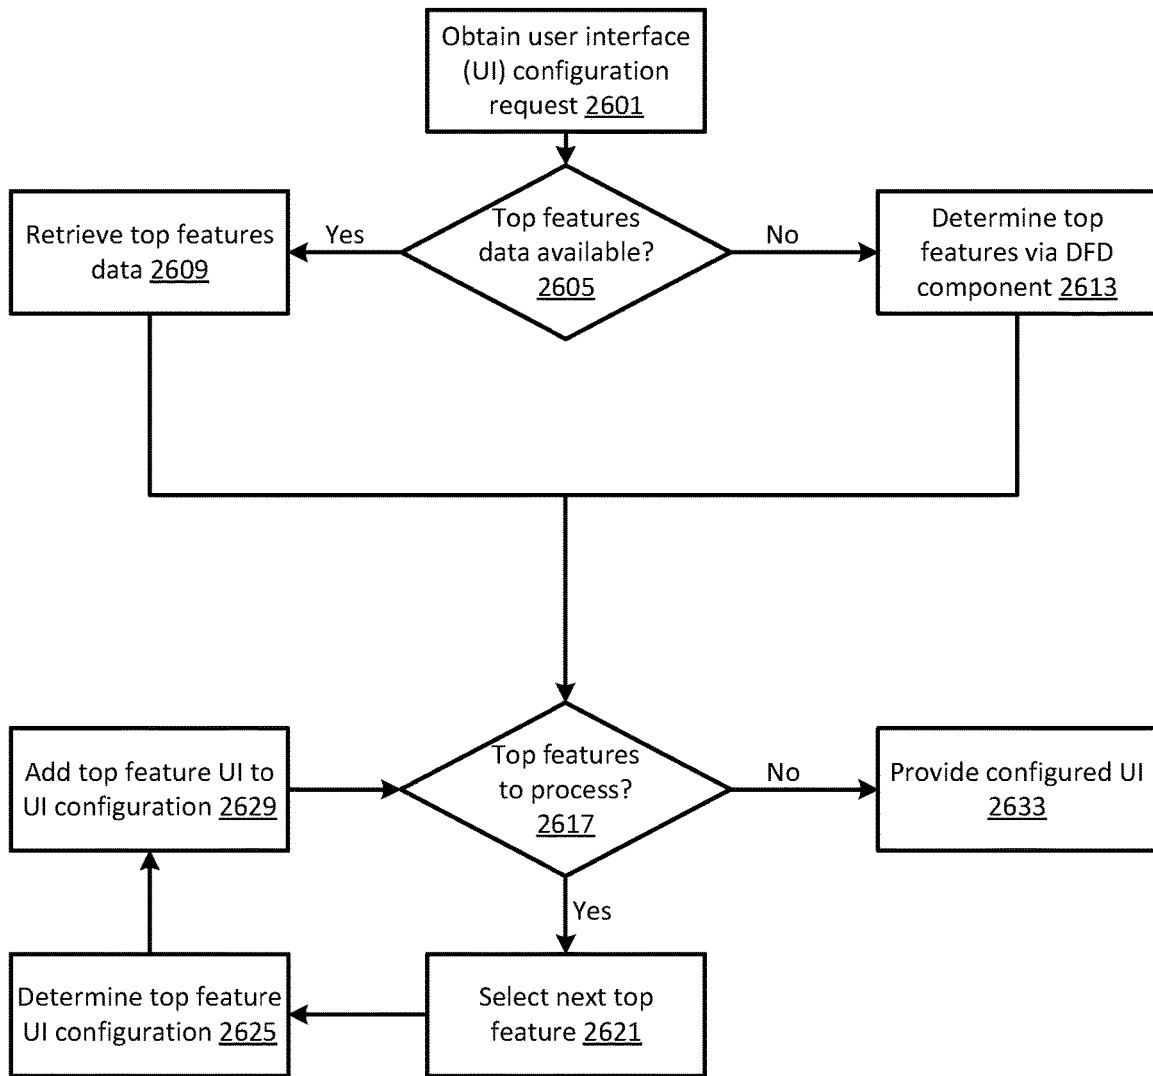 Obtain user interface
(UI) configuration
request 2601
Top features
data available?
2605
Yes
No
Retrieve top features
data 2609
Determine top
features via DFD
component 2613
Top features
to process?
2617
No
Yes
Add top feature UI to
UI configuration 2629
Provide configured UI
2633
Determine top feature
UI configuration 2625
Select next top
feature 2621